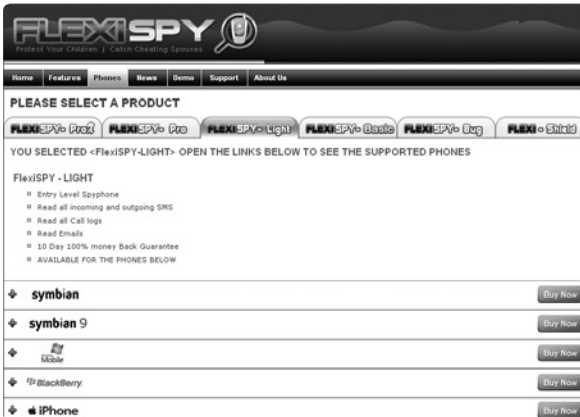 FLEXISPY
Protect Your Children | Catch Cheating Spouses
Home Features Phones News Demo Support About Us
PLEASE SELECT A PRODUCT
FLEXISPY- Pro2 FLEXISPY- Pro FLEXISPY- Light FLEXISPY- Basic FLEXISPY- Bug FLEXI - Shield
YOU SELECTED <FlexiSPY-LIGHT> OPEN THE LINKS BELOW TO SEE THE SUPPORTED PHONES
FlexiSPY - LIGHT
Entry Level Spyphone
Read all incoming and outgoing SMS
Read all Call logs
Read Emails
10 Day 100% money Back Guarantee
AVAILABLE FOR THE PHONES BELOW
symbian Buy Now
symbian 9 Buy Now
Mobile Buy Now
BlackBerry. Buy Now
iPhone Buy Now